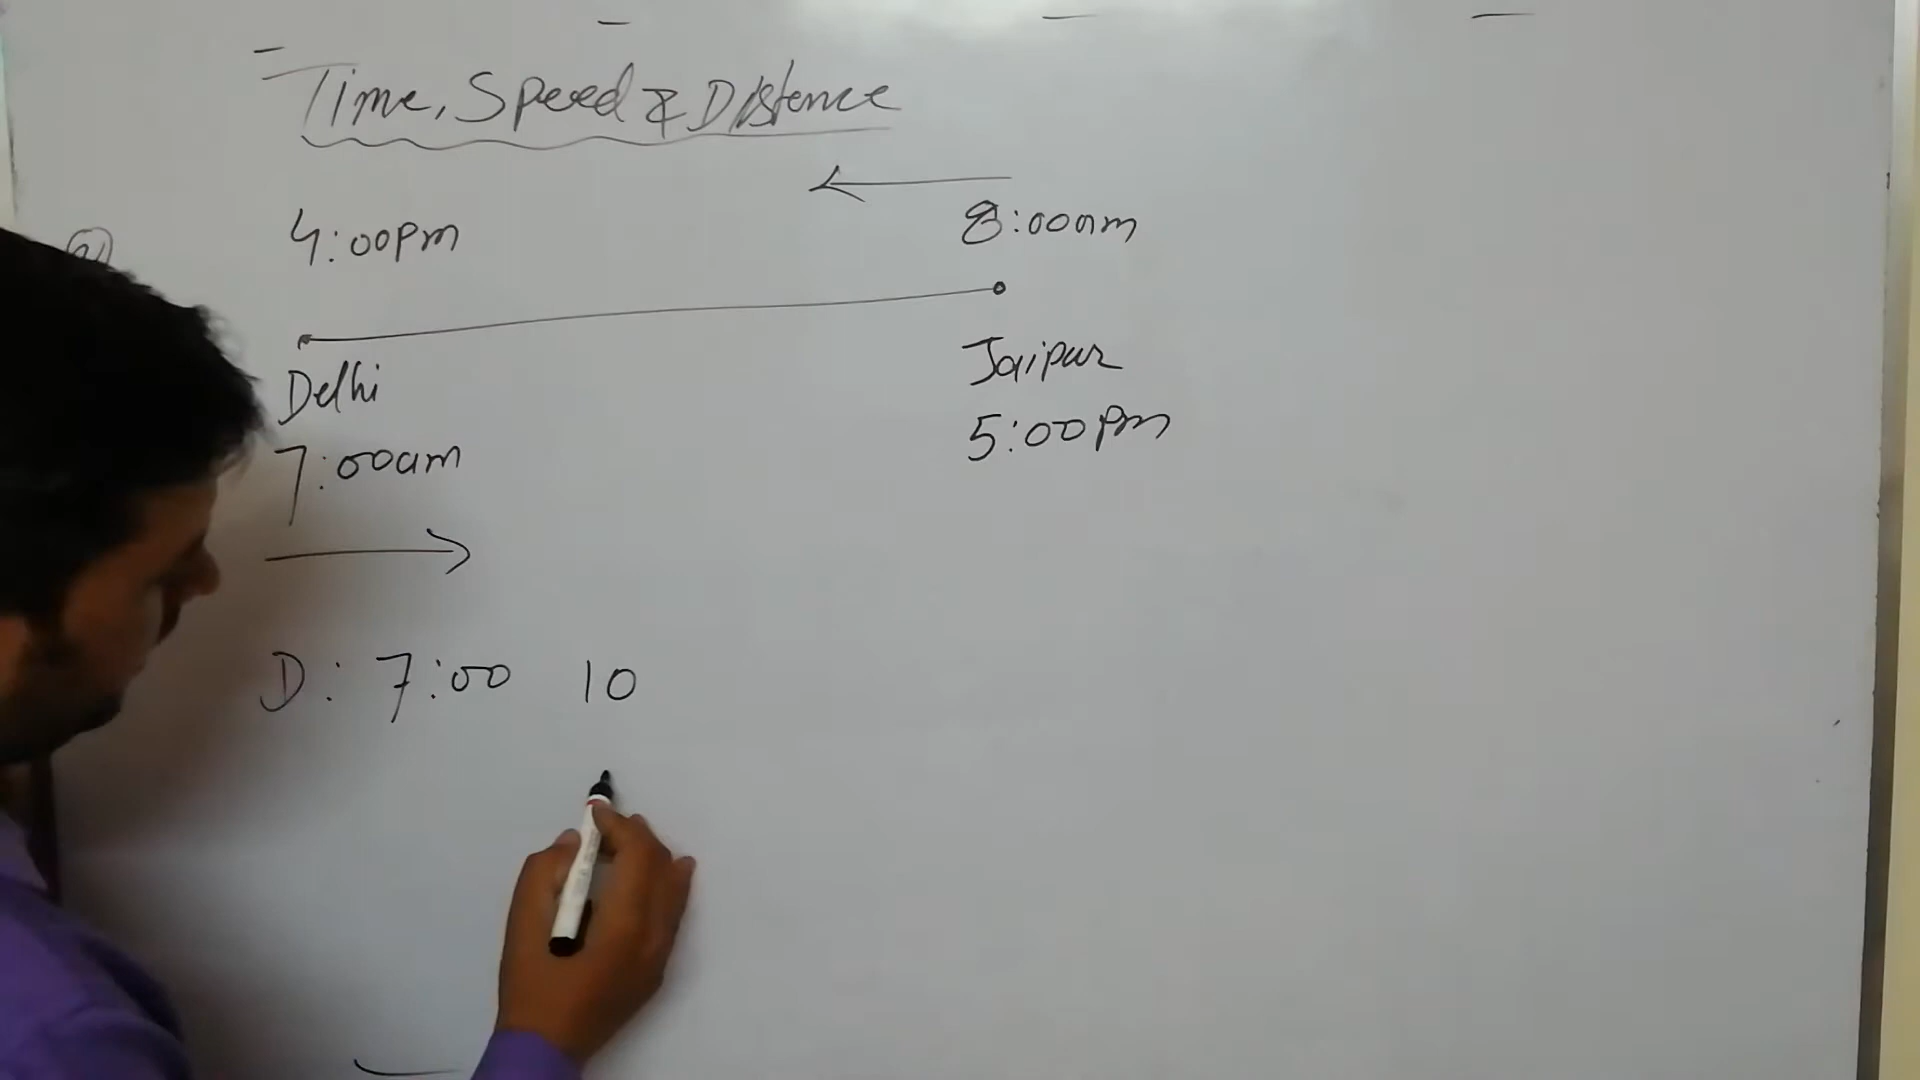 Time, Speed & Distence
4:00pm 8:00am
Delhi Jaipur
7:00am 5:00pm
D: 7:00 10